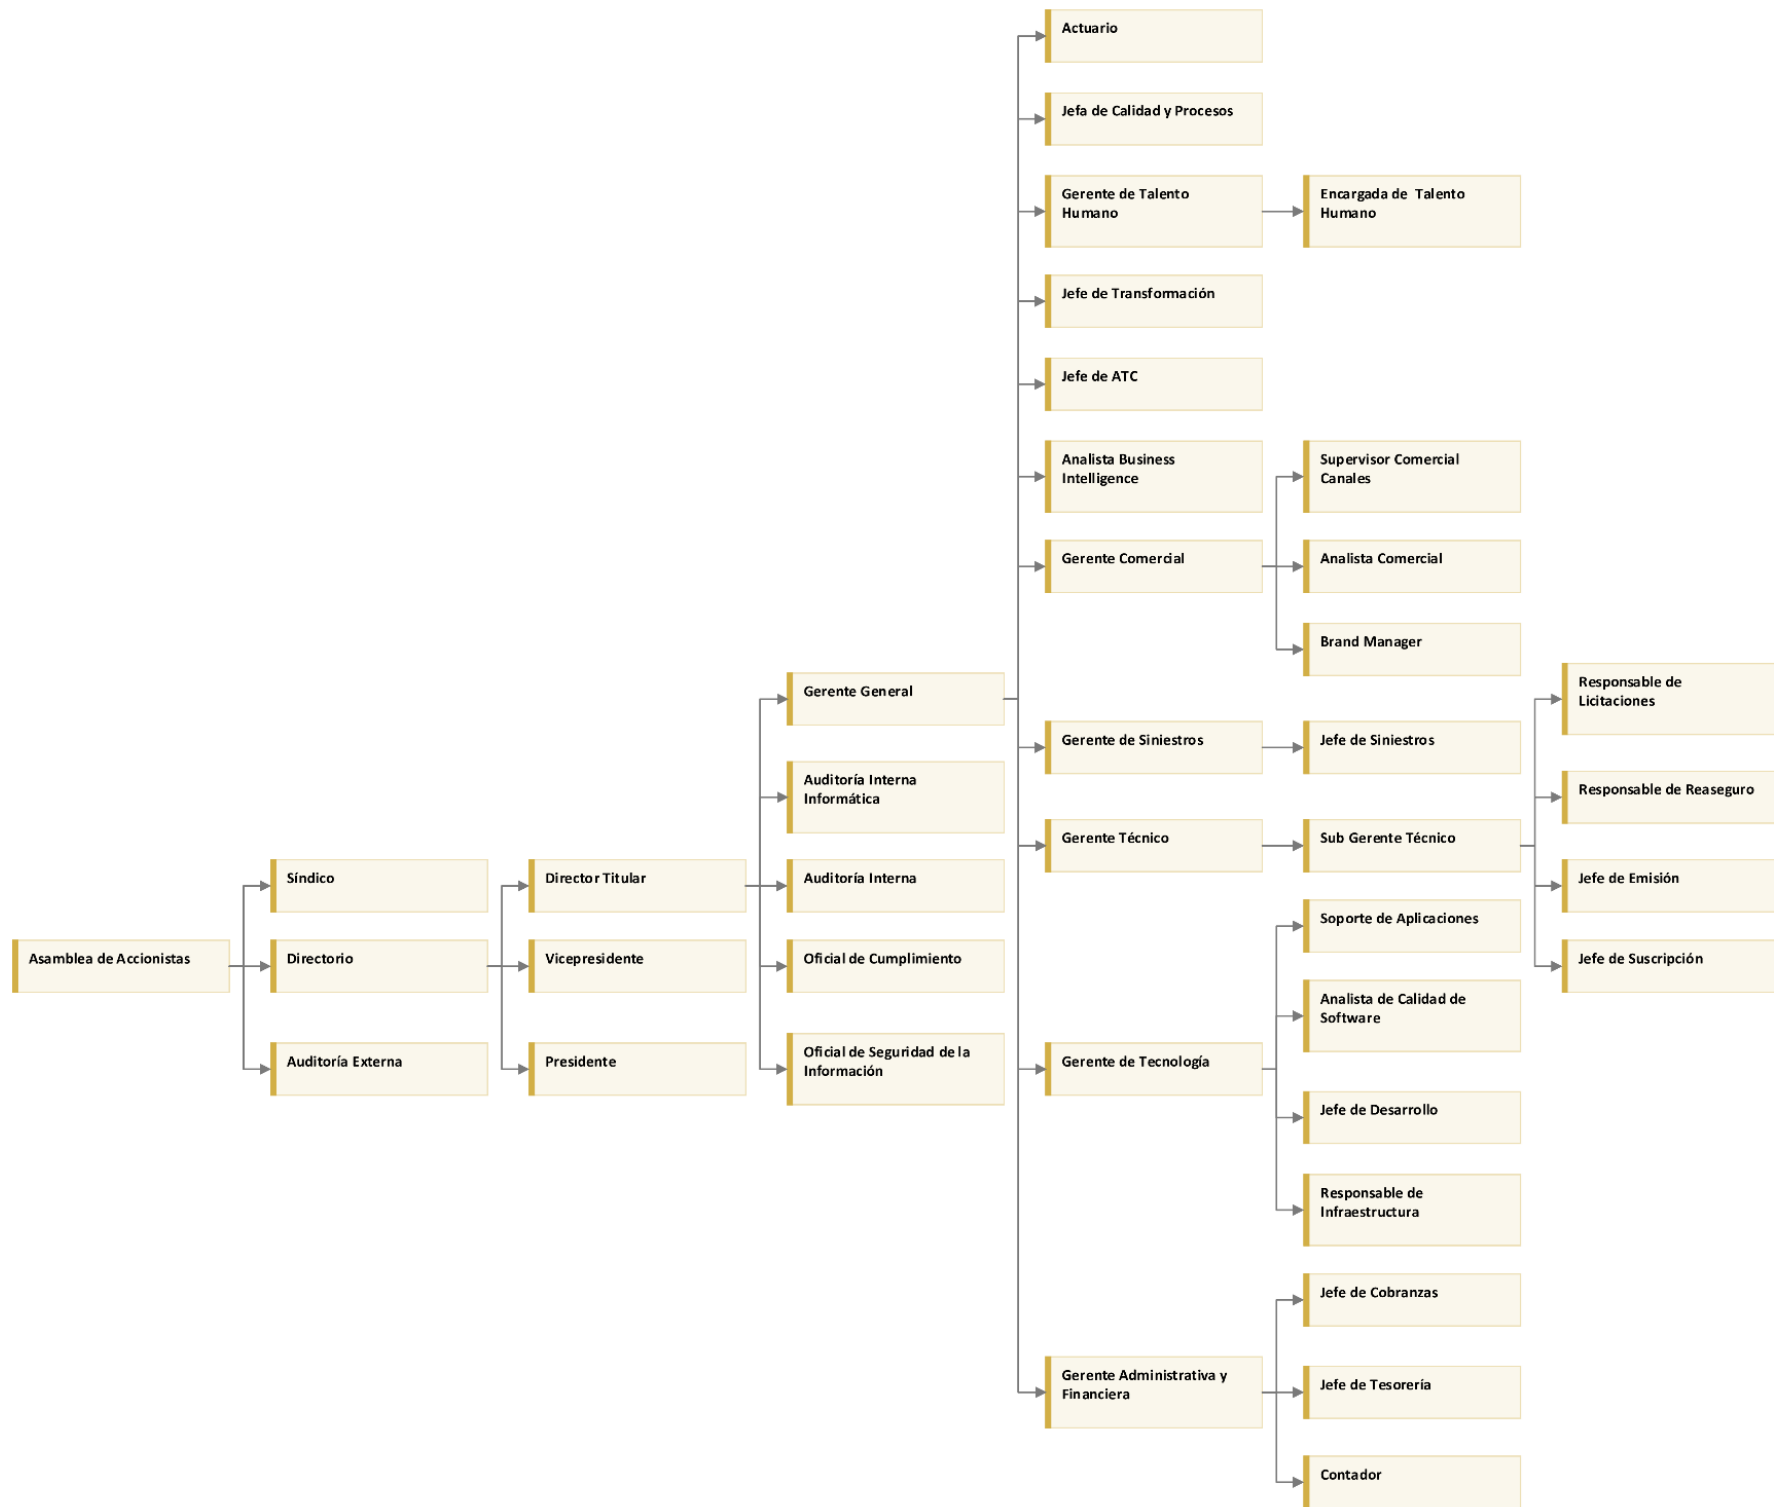 Actuario
Jefa de Calidad y Procesos
Gerente de Talento
Humano
Encargada de  Talento
Humano
Jefe de Transformación
Jefe de ATC
Analista Business
Intelligence
Supervisor Comercial
Canales
Gerente Comercial
Analista Comercial
Brand Manager
Gerente General
Responsable de
Licitaciones
Gerente de Siniestros
Jefe de Siniestros
Auditoría Interna
Informática
Responsable de Reaseguro
Gerente Técnico
Sub Gerente Técnico
Síndico
Director Titular
Auditoría Interna
Jefe de Emisión
Soporte de Aplicaciones
Asamblea de Accionistas
Directorio
Vicepresidente
Oficial de Cumplimiento
Jefe de Suscripción
Analista de Calidad de
Software
Auditoría Externa
Presidente
Oficial de Seguridad de la
Información
Gerente de Tecnología
Jefe de Desarrollo
Responsable de
Infraestructura
Jefe de Cobranzas
Gerente Administrativa y
Financiera
Jefe de Tesorería
Contador